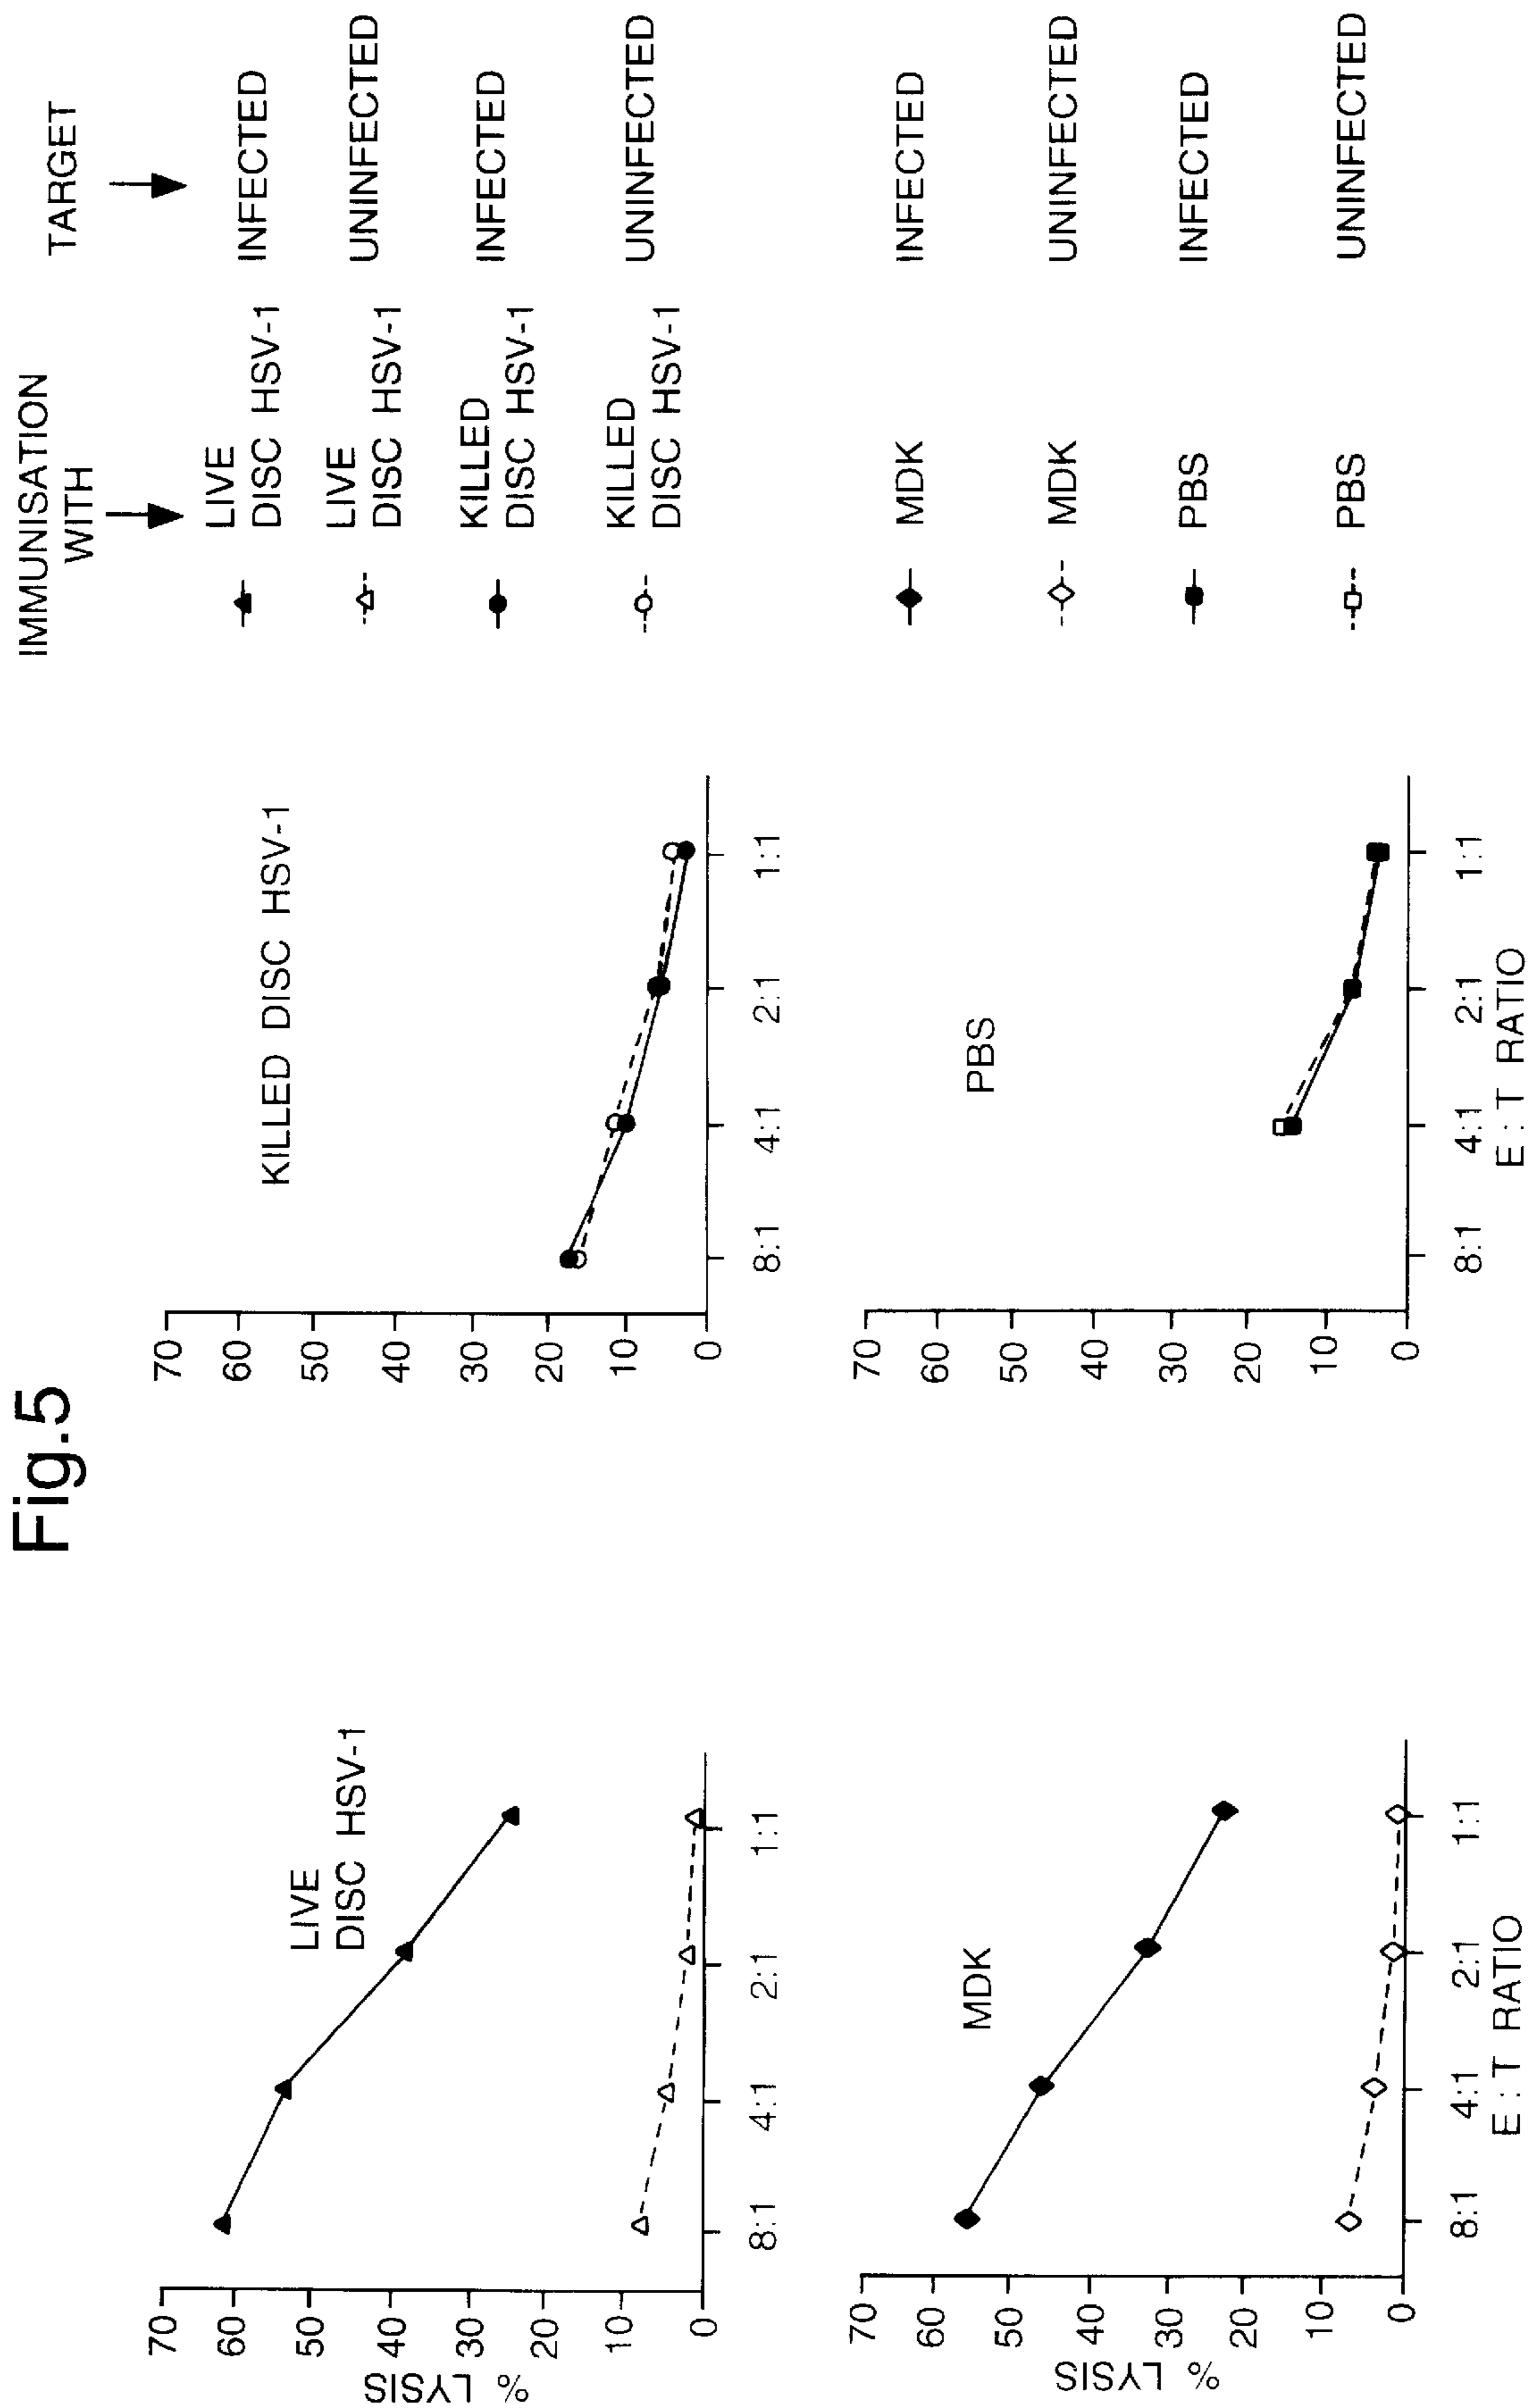 Fig.5
% LYSIS
70
60
50
40
30
20
10
0
LIVE
DISC HSV-1
8:1
4:1
2:1
1:1
70
60
50
40
30
20
10
0
KILLED DISC HSV-1
8:1
4:1
2:1
1:1
% LYSIS
70
60
50
40
30
20
10
0
MDK
8:1
4:1
2:1
1:1
E : T RATIO
70
60
50
40
30
20
10
0
PBS
8:1
4:1
2:1
1:1
E : T RATIO
IMMUNISATION
WITH
TARGET
LIVE
DISC HSV-1 INFECTED
LIVE
DISC HSV-1 UNINFECTED
KILLED
DISC HSV-1 INFECTED
KILLED
DISC HSV-1 UNINFECTED
MDK INFECTED
MDK UNINFECTED
PBS INFECTED
PBS UNINFECTED